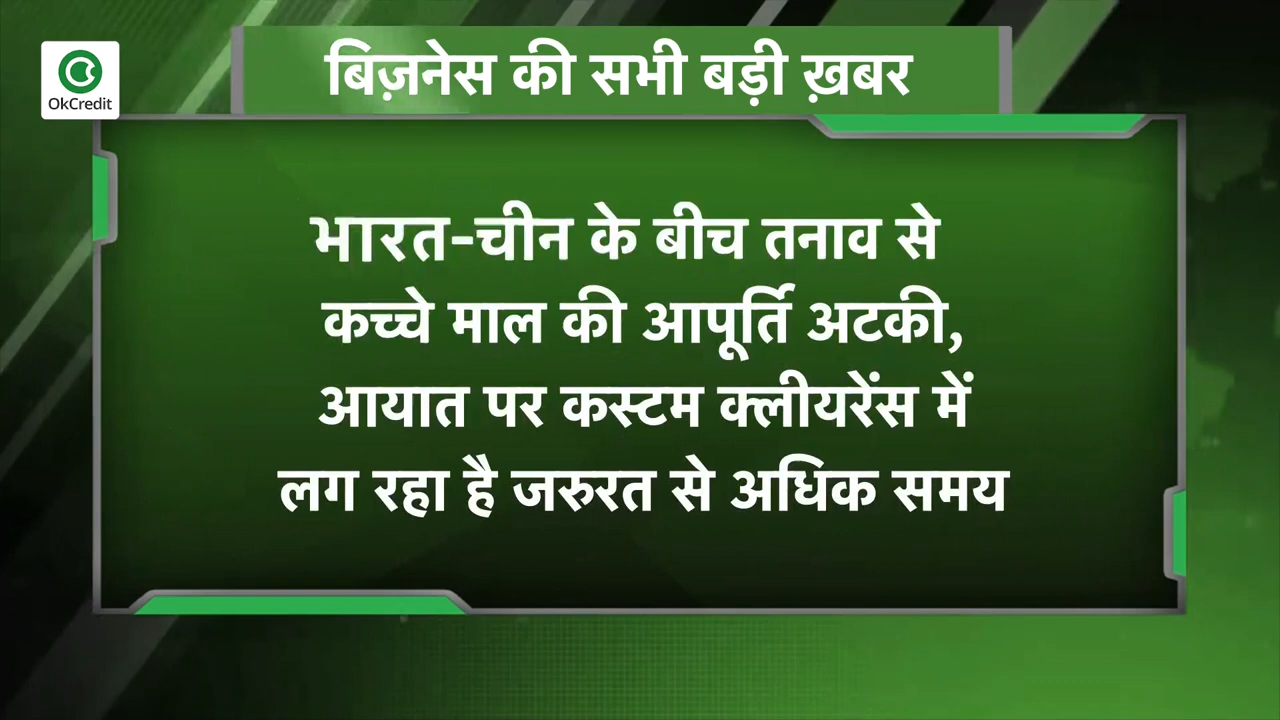 बिज़नेस की सभी बड़ी ख़बर
OkCredit
भारत-चीन के बीच तनाव से
कच्चे माल की आपूर्ति अटकी,
आयात पर कस्टम क्लीयरेंस में
लग रहा है जरुरत से अधिक समय